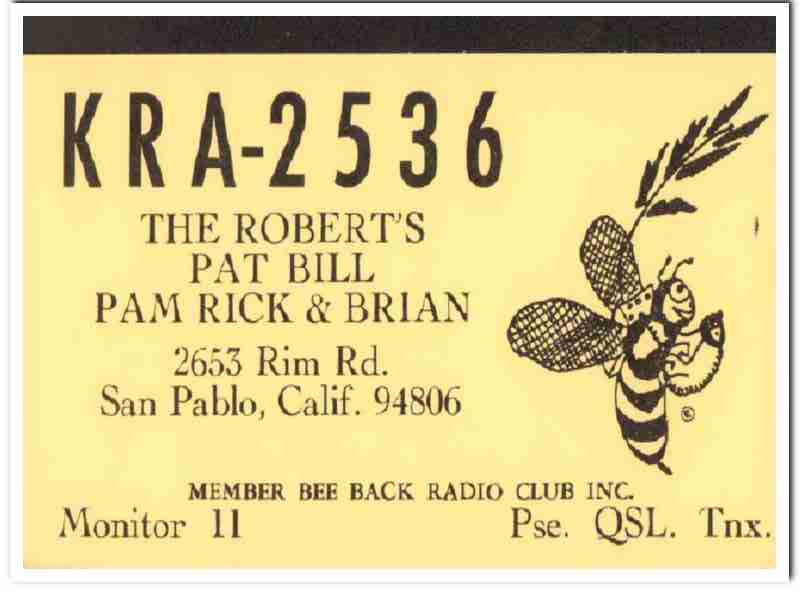 KRA-2536
THE ROBERT'S
PAT BILL
PAM RICK & BRIAN
2653 Rim Rd.
San Pablo, Calif. 94806
®
MEMBER BEE BACK RADIO CLUB INC.
Monitor 11 Pse. QSL. Tnx.